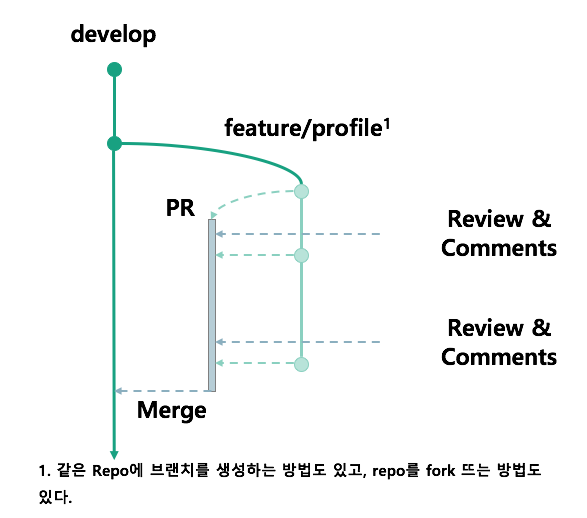 develop
feature/profile¹
PR
Review &
Comments
Review &
Comments
Merge
1. 같은 Repo에 브랜치를 생성하는 방법도 있고, repo를 fork 뜨는 방법도
있다.